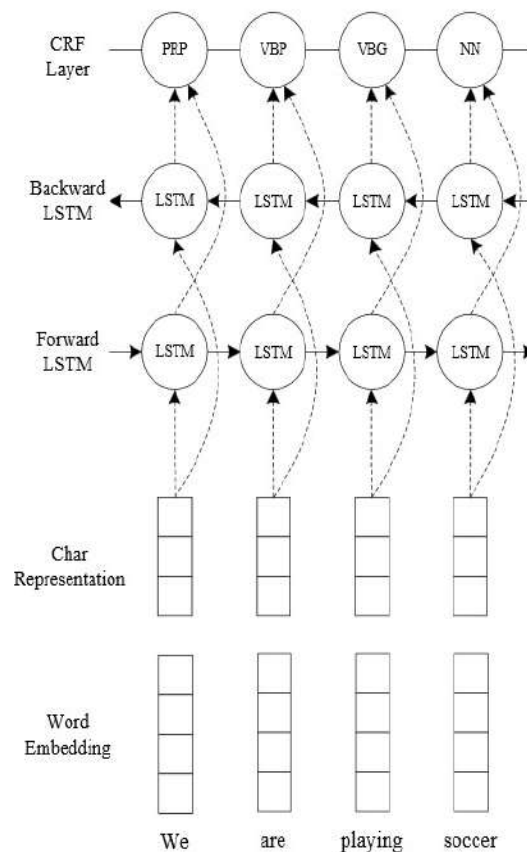 CRF
Layer
PRP
VBP
VBG
NN
Backward
LSTM
LSTM
LSTM
LSTM
LSTM
Forward
LSTM
LSTM
LSTM
LSTM
LSTM
Char
Representation
Word
Embedding
We
are
playing
soccer